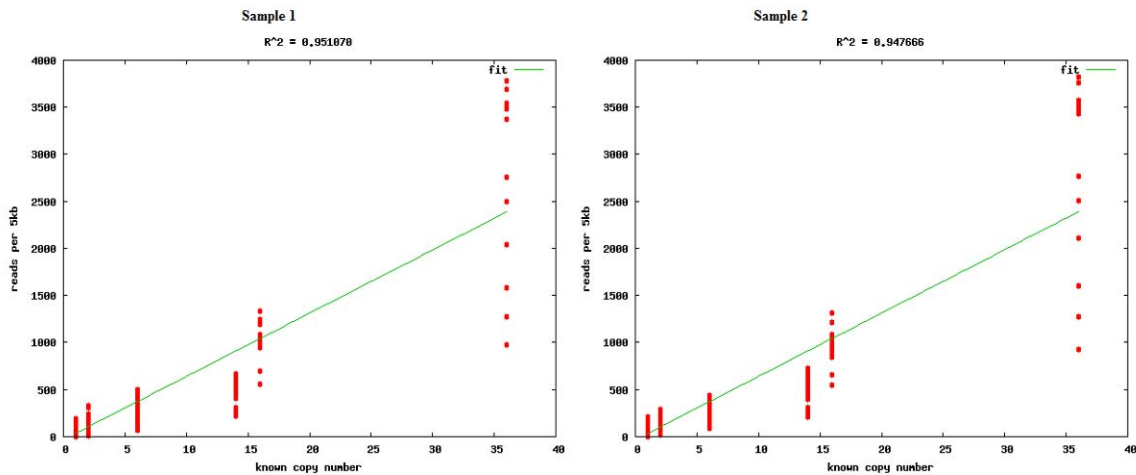 Sample 1
R^2 = 0.951070
4000
3500
3000
2500
2000
1500
1000
500
0
reads per 5kb
fit
0 5 10 15 20 25 30 35 40
known copy number
Sample 2
R^2 = 0.947666
4000
3500
3000
2500
2000
1500
1000
500
0
reads per 5kb
fit
0 5 10 15 20 25 30 35 40
known copy number